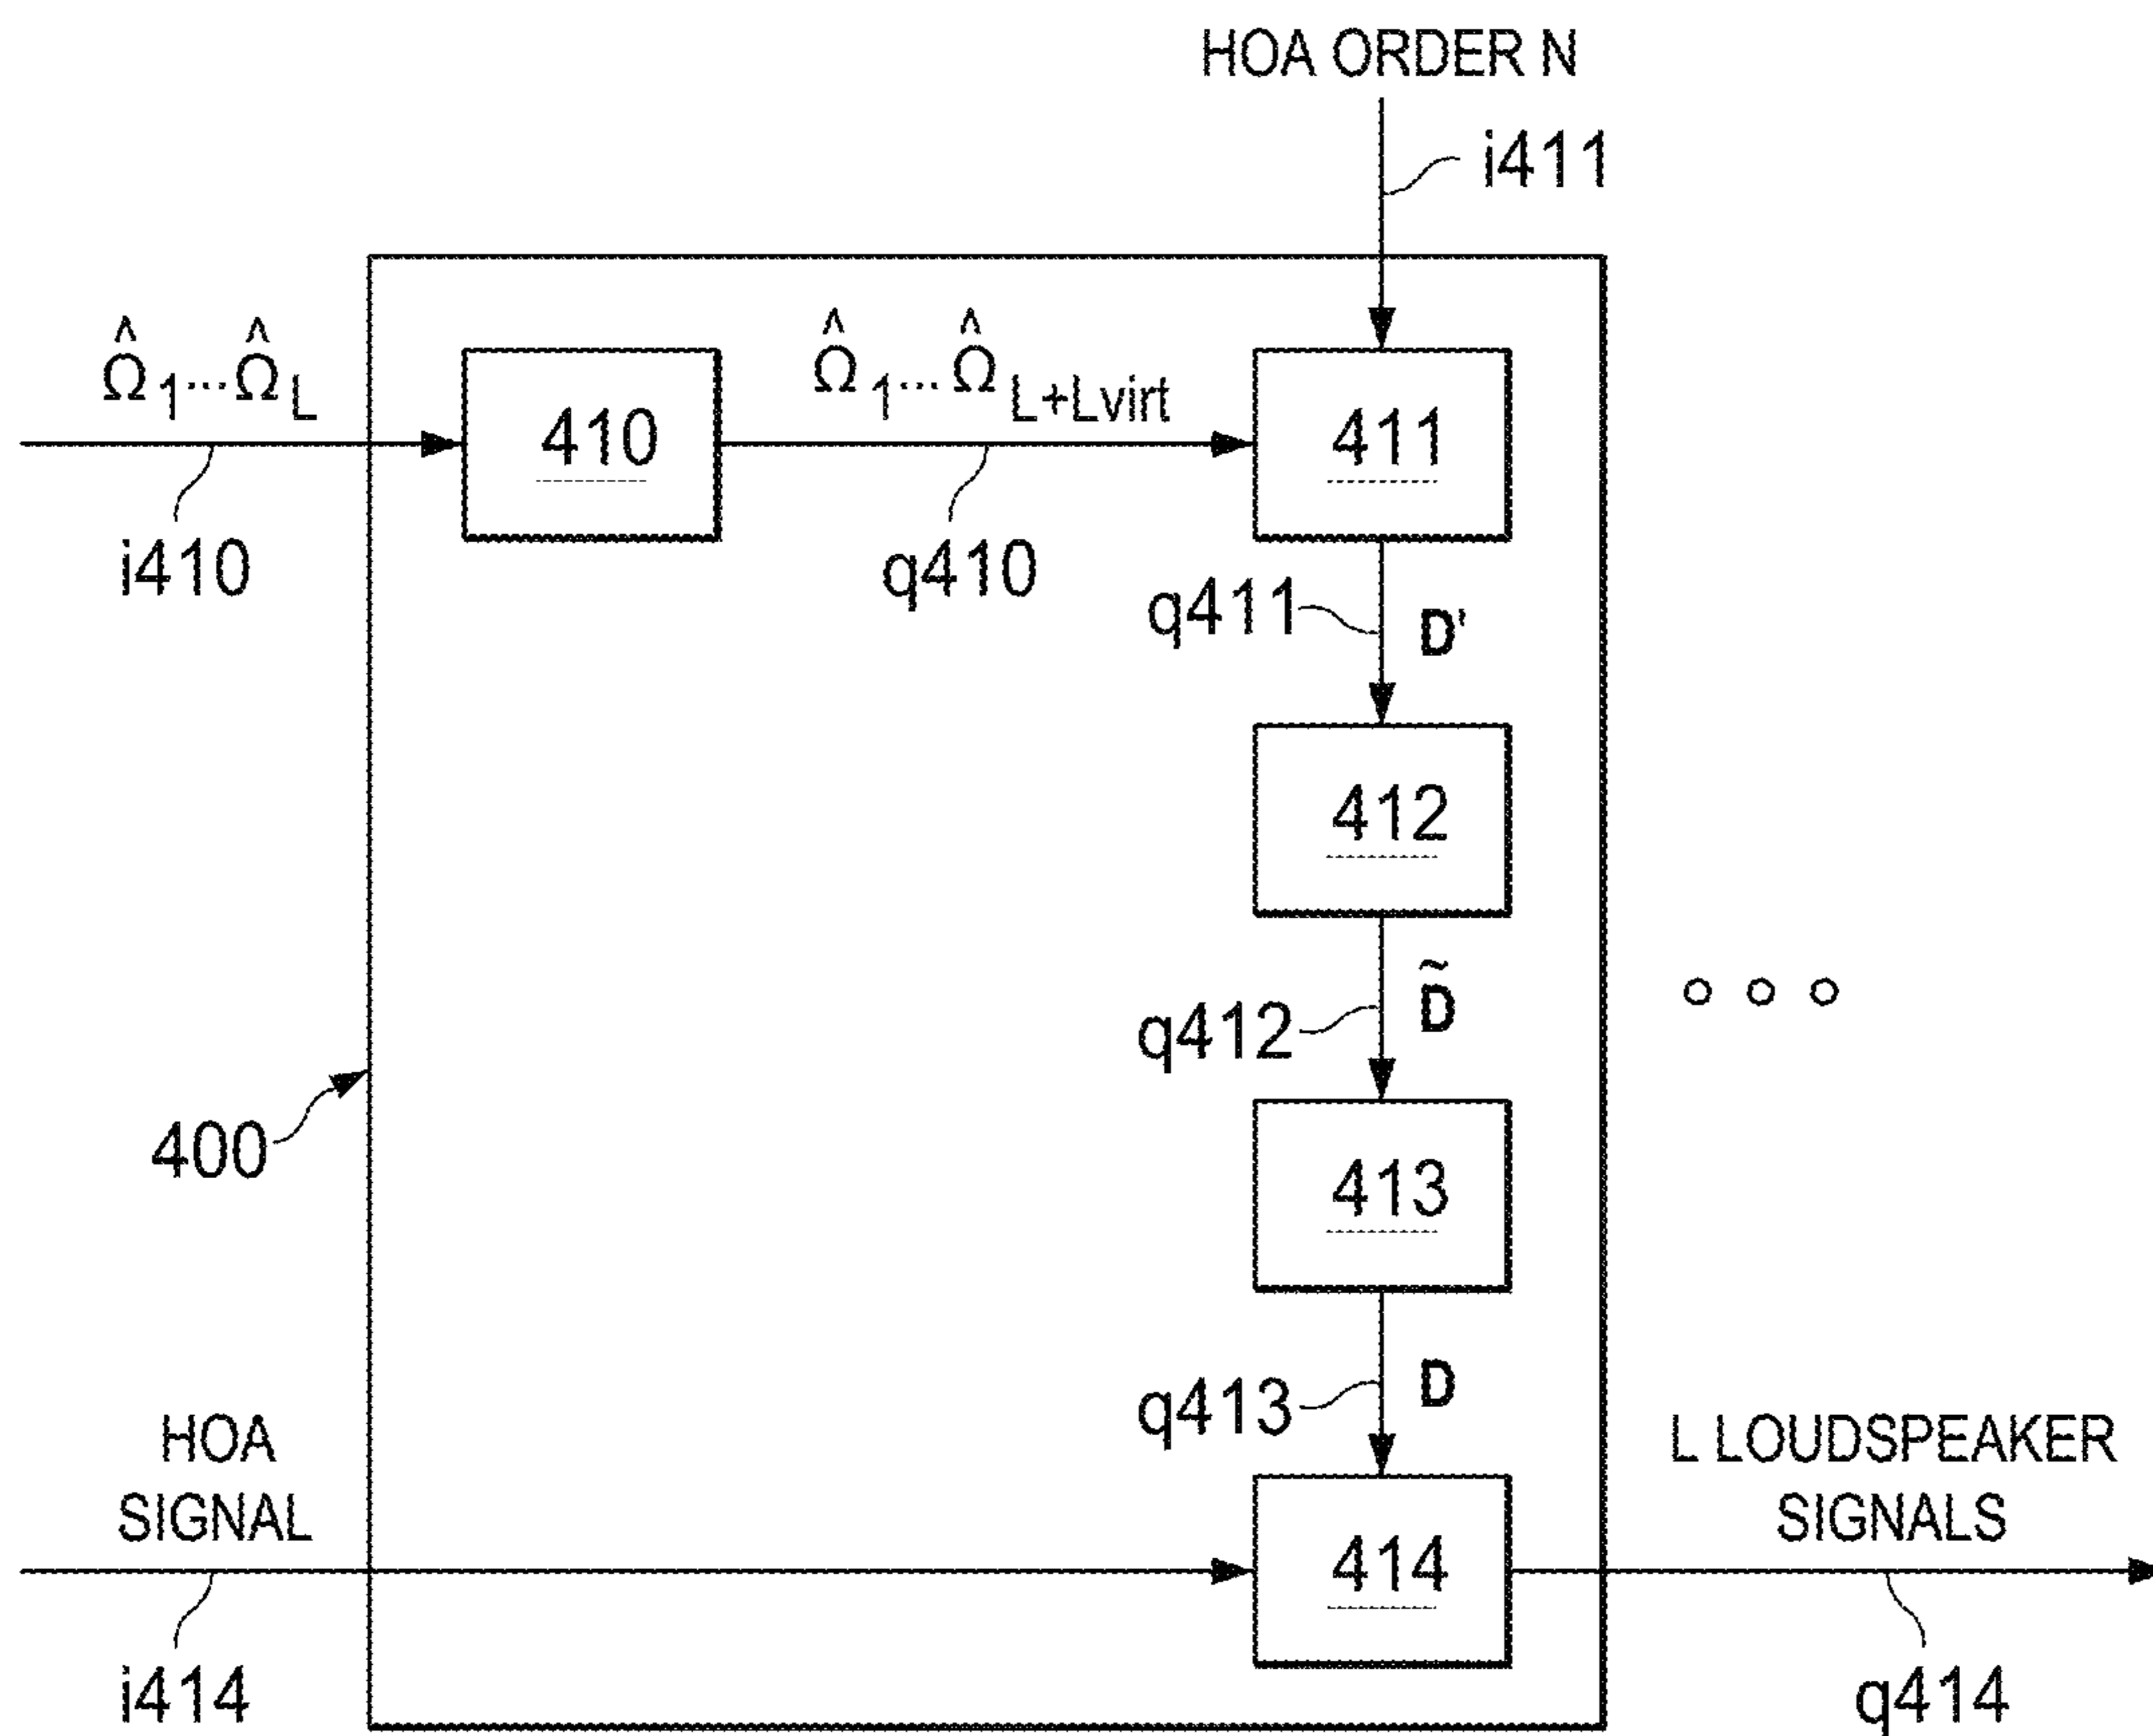 HOA ORDER N
i411
Ω̂1...Ω̂L
Ω̂1...Ω̂L+Lvirt
410
411
i410
q410
q411
D'
412
q412
D̃
400
413
q413
D
HOA
SIGNAL
L LOUDSPEAKER
SIGNALS
414
i414
q414